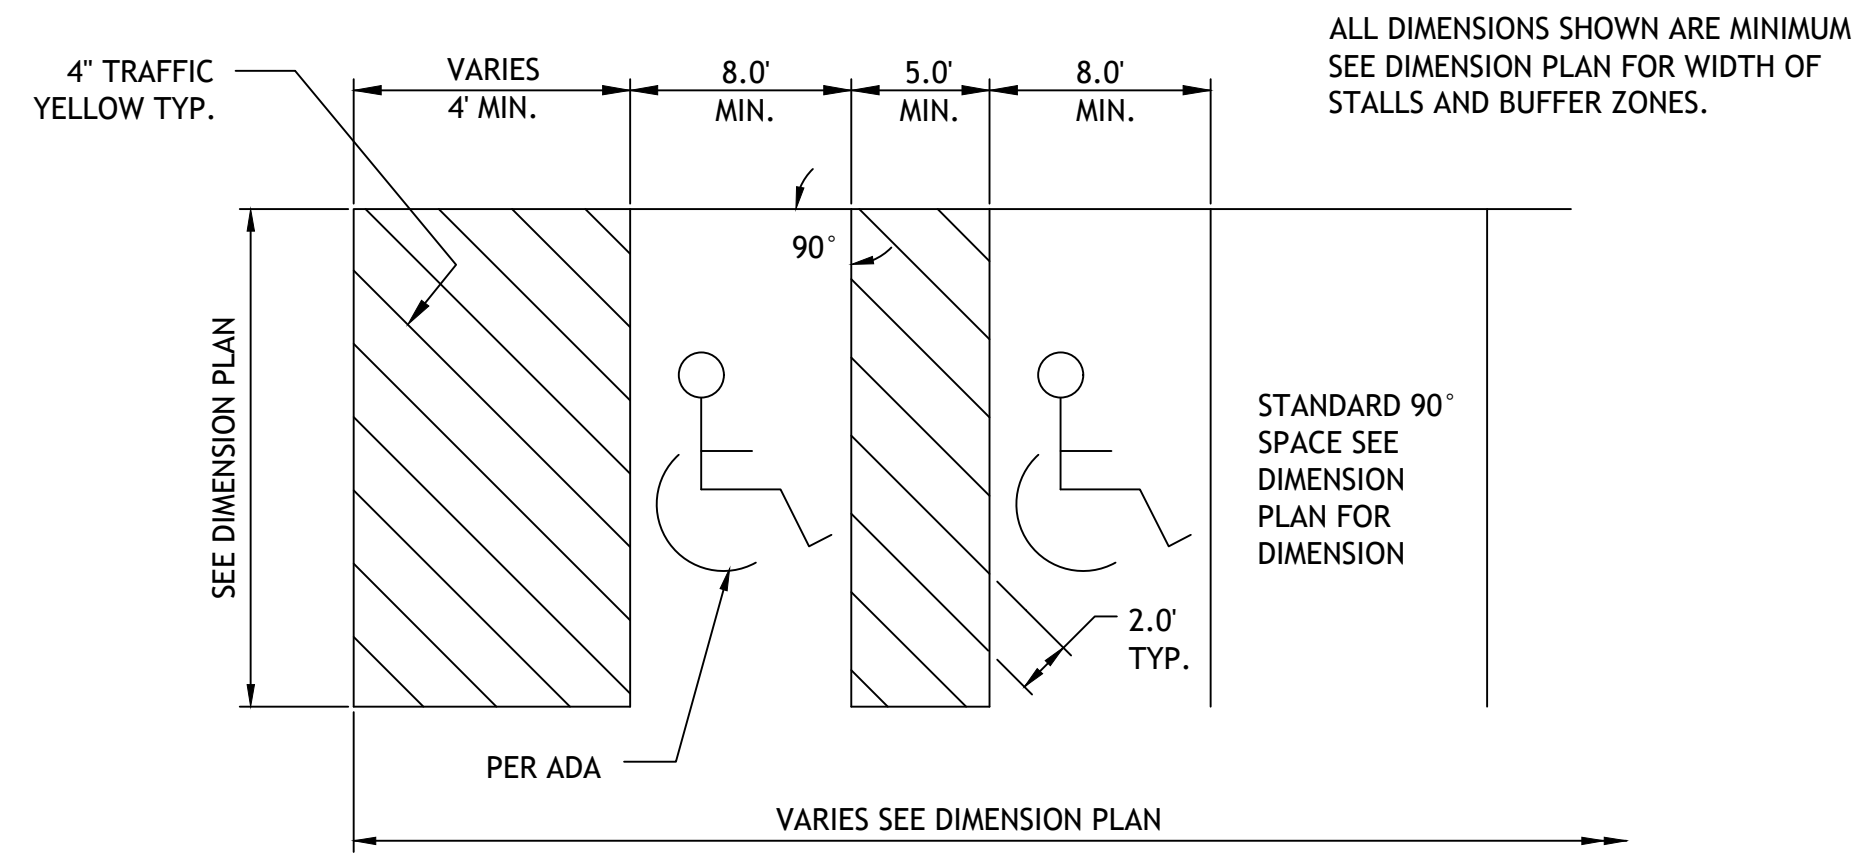 ALL DIMENSIONS SHOWN ARE MINIMUM
SEE DIMENSION PLAN FOR WIDTH OF
STALLS AND BUFFER ZONES.
4" TRAFFIC
YELLOW TYP.
VARIES
4' MIN.
8.0'
MIN.
5.0'
MIN.
8.0'
MIN.
90°
SEE DIMENSION PLAN
STANDARD 90°
SPACE SEE
DIMENSION
PLAN FOR
DIMENSION
2.0'
TYP.
PER ADA
VARIES SEE DIMENSION PLAN